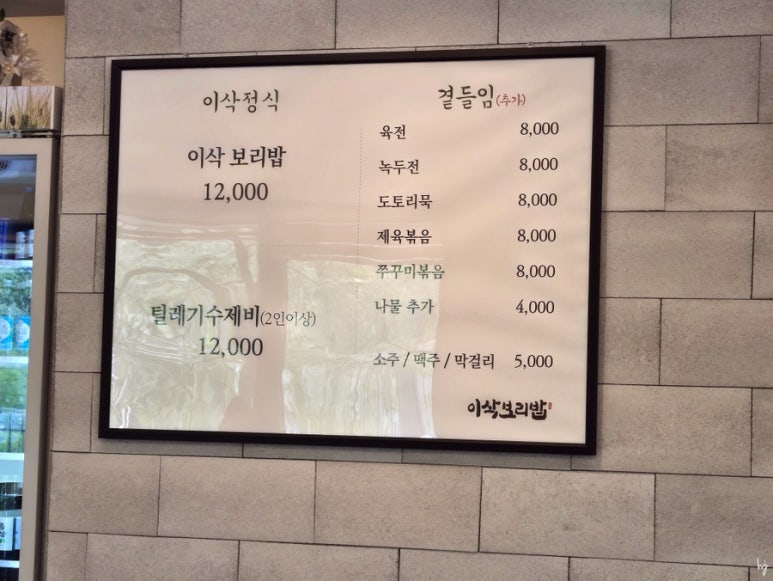 이삭정식
이삭 보리밥
12,000
틸레기수제비(2인이상)
12,000
곁들임(추가)
육전 8,000
녹두전 8,000
도토리묵 8,000
제육볶음 8,000
쭈꾸미볶음 8,000
나물 추가 4,000
소주 / 맥주 / 막걸리 5,000
이삭보리밥
hg